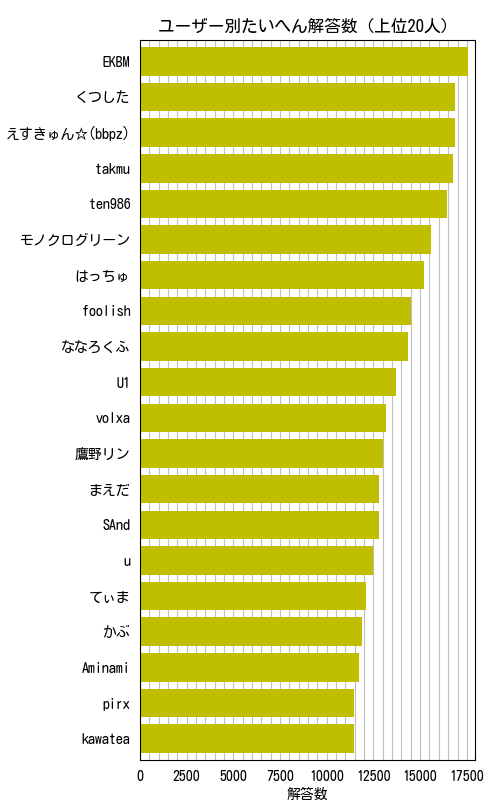 ユーザー別たいへん解答数 (上位20人)
EKBM
くつした
えすきゅん☆(bbpz)
takmu
ten986
モノクログリーン
はっちゅ
foolish
ななろくふ
U1
volxa
鷹野リン
まえだ
SAnd
u
てぃま
かぶ
Aminami
pirx
kawatea
0 2500 5000 7500 10000 12500 15000 17500
解答数